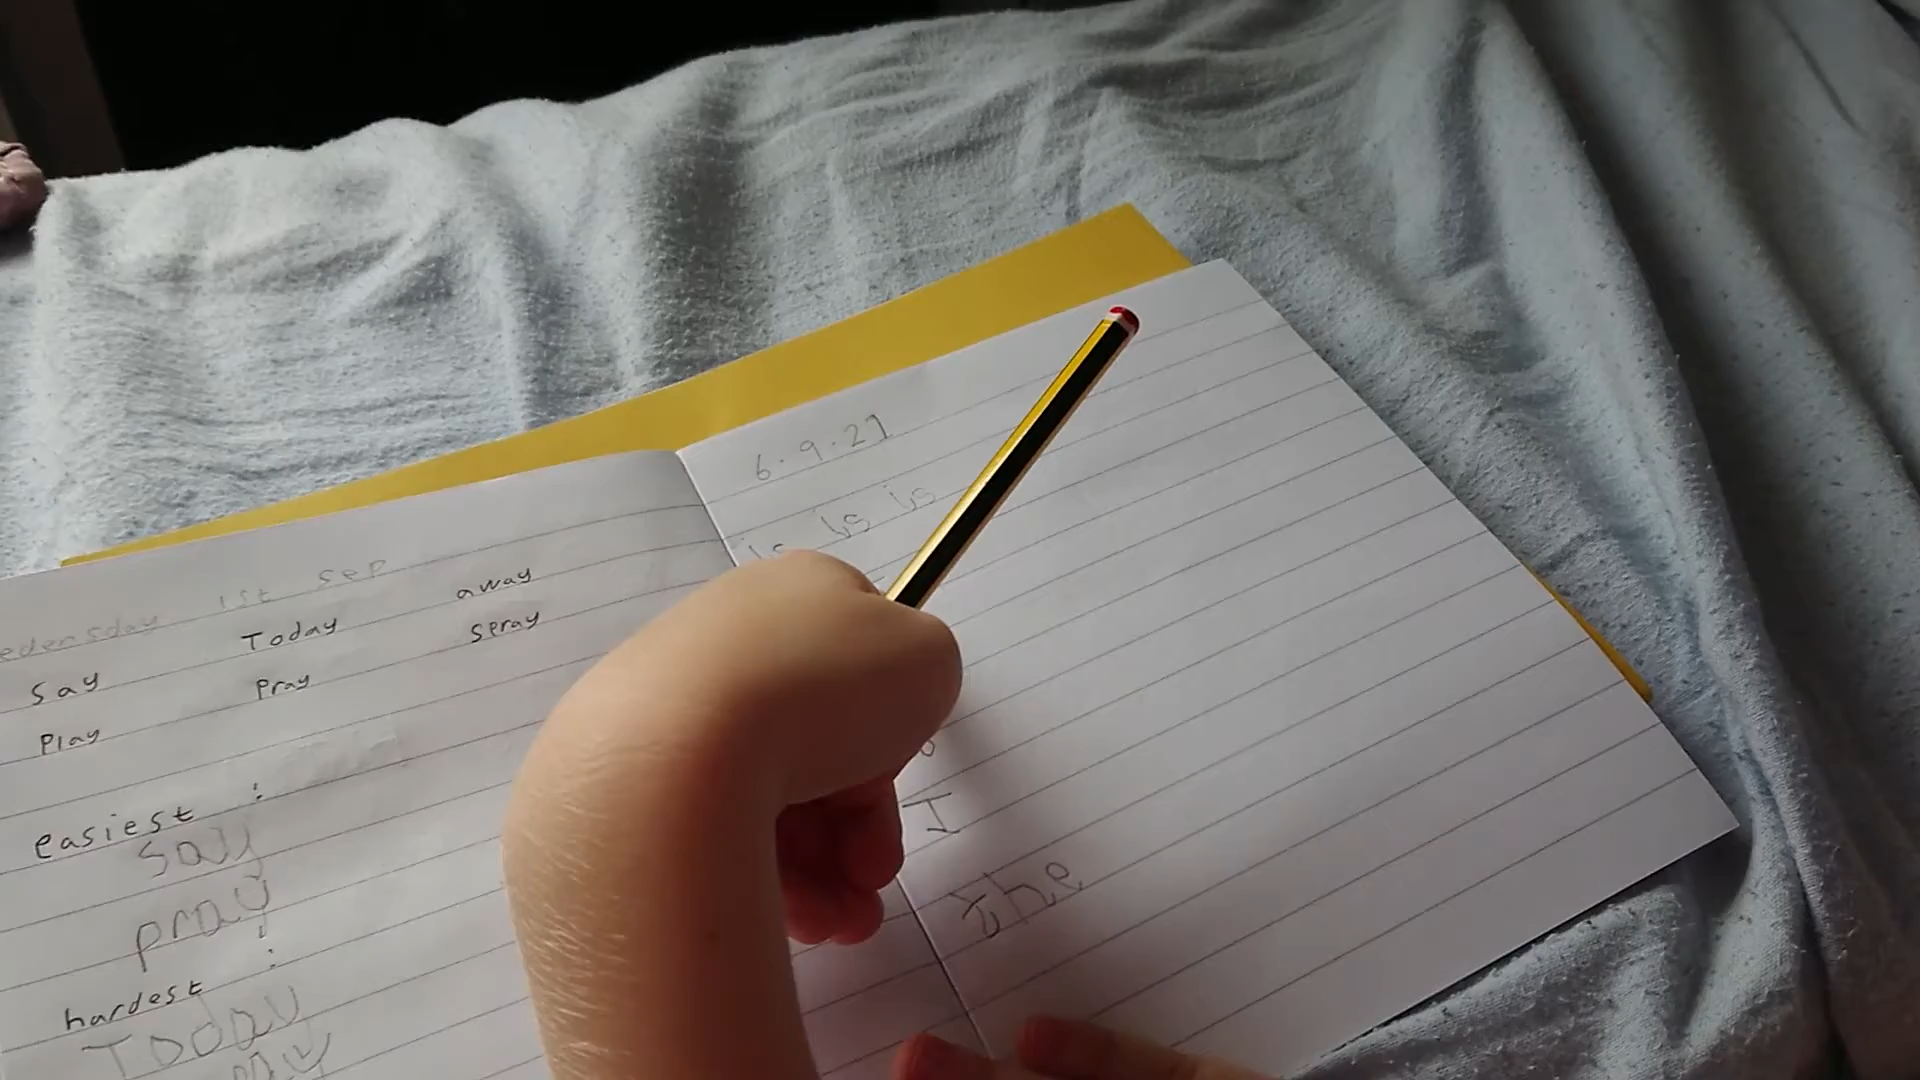 1st Sep
say Today away
Play Pray spray
easiest :
say
pray
hardest :
Today
6.9.21
is is is
I
The